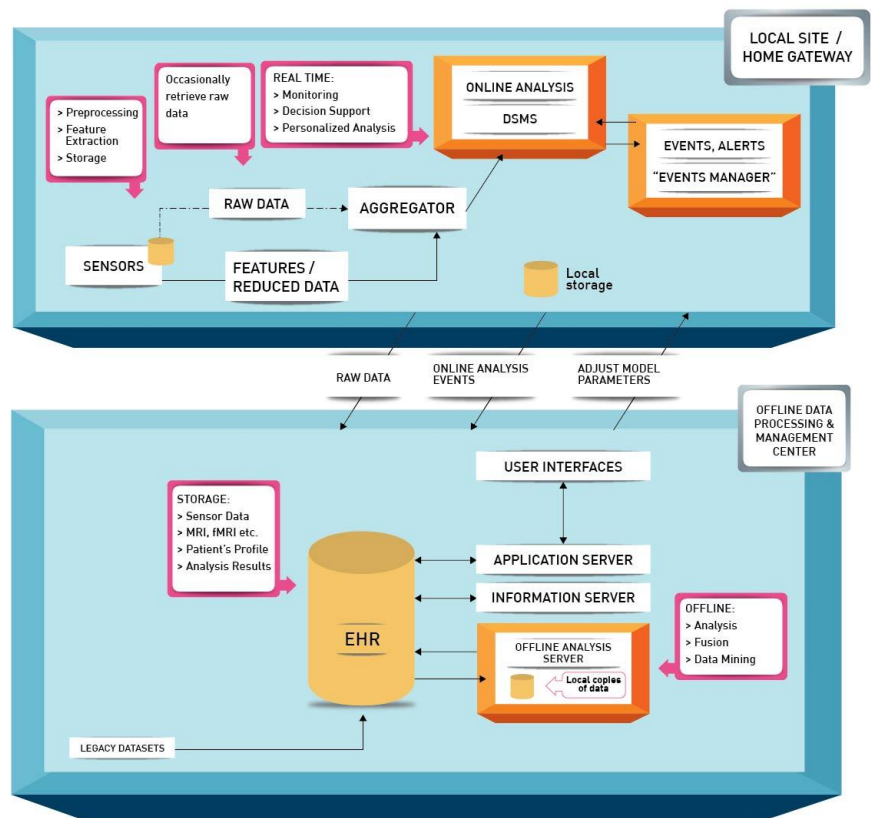 LOCAL SITE /
HOME GATEWAY
> Preprocessing
> Feature
Extraction
> Storage
Occasionally
retrieve raw
data
REAL TIME:
> Monitoring
> Decision Support
> Personalized Analysis
ONLINE ANALYSIS
DSMS
EVENTS, ALERTS
“EVENTS MANAGER”
RAW DATA
AGGREGATOR
SENSORS
FEATURES /
REDUCED DATA
Local
storage
RAW DATA
ONLINE ANALYSIS
EVENTS
ADJUST MODEL
PARAMETERS
OFFLINE DATA
PROCESSING &
MANAGEMENT
CENTER
USER INTERFACES
STORAGE:
> Sensor Data
> MRI, fMRI etc.
> Patient’s Profile
> Analysis Results
APPLICATION SERVER
INFORMATION SERVER
EHR
OFFLINE ANALYSIS
SERVER
Local copies
of data
OFFLINE:
> Analysis
> Fusion
> Data Mining
LEGACY DATASETS